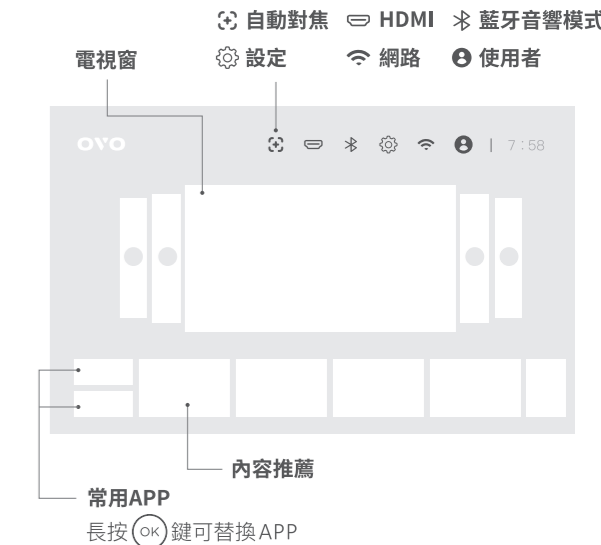 自動對焦 HDMI 藍牙音響模式
電視窗 設定 網路 使用者
OVO | 7:58
內容推薦
常用APP
長按OK鍵可替換APP